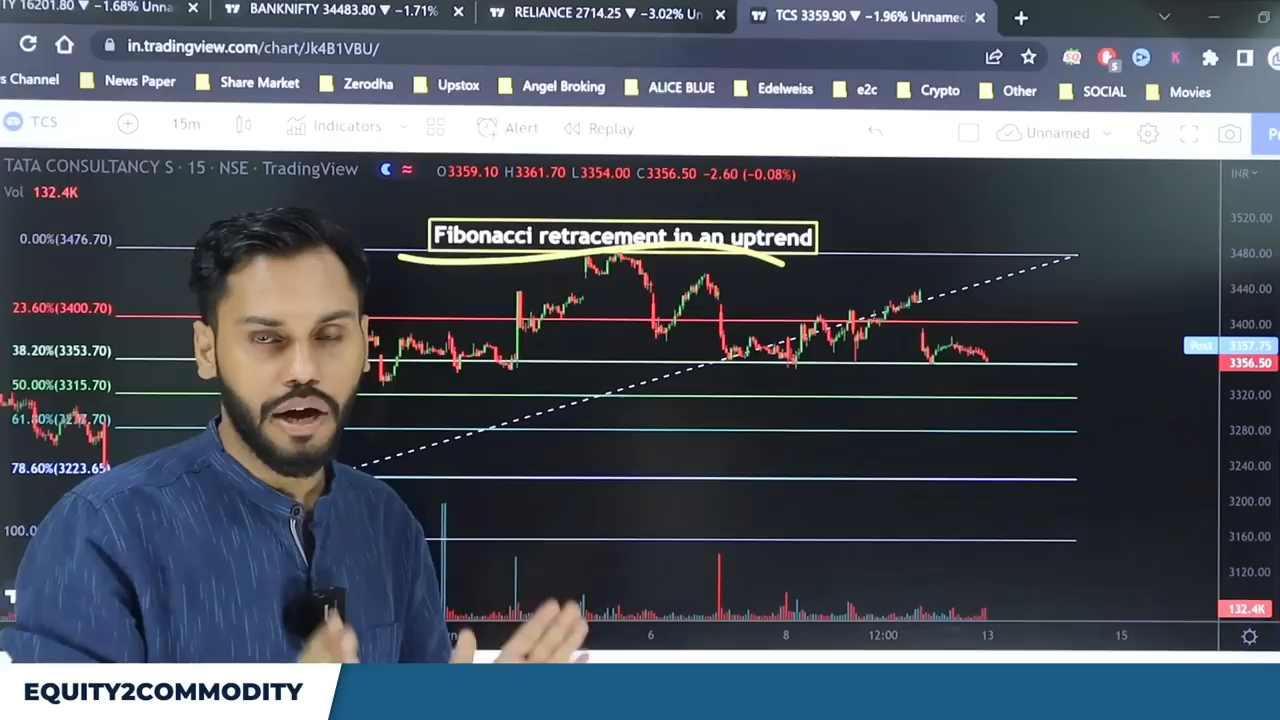 TY 16201.80 ▼ −1.68% Unna
BANKNIFTY 34483.80 ▼ −1.71%
RELIANCE 2714.25 ▼ −3.02% Un
TCS 3359.90 ▼ −1.96% Unnamed
in.tradingview.com/chart/Jk4B1VBU/
s Channel
News Paper
Share Market
Zerodha
Upstox
Angel Broking
ALICE BLUE
Edelweiss
e2c
Crypto
Other
SOCIAL
Movies
TCS
15m
Indicators
Alert
Replay
Unnamed
TATA CONSULTANCY S · 15 · NSE · TradingView
O3359.10 H3361.70 L3354.00 C3356.50 −2.60 (−0.08%)
INR
Vol 132.4K
Fibonacci retracement in an uptrend
0.00%(3476.70)
23.60%(3400.70)
38.20%(3353.70)
50.00%(3315.70)
78.60%(3223.65)
100.0
3520.00
3480.00
3440.00
3400.00
Post 3357.75
3356.50
3320.00
3280.00
3240.00
3200.00
3160.00
3120.00
132.4K
6
8
12:00
13
15
EQUITY2COMMODITY